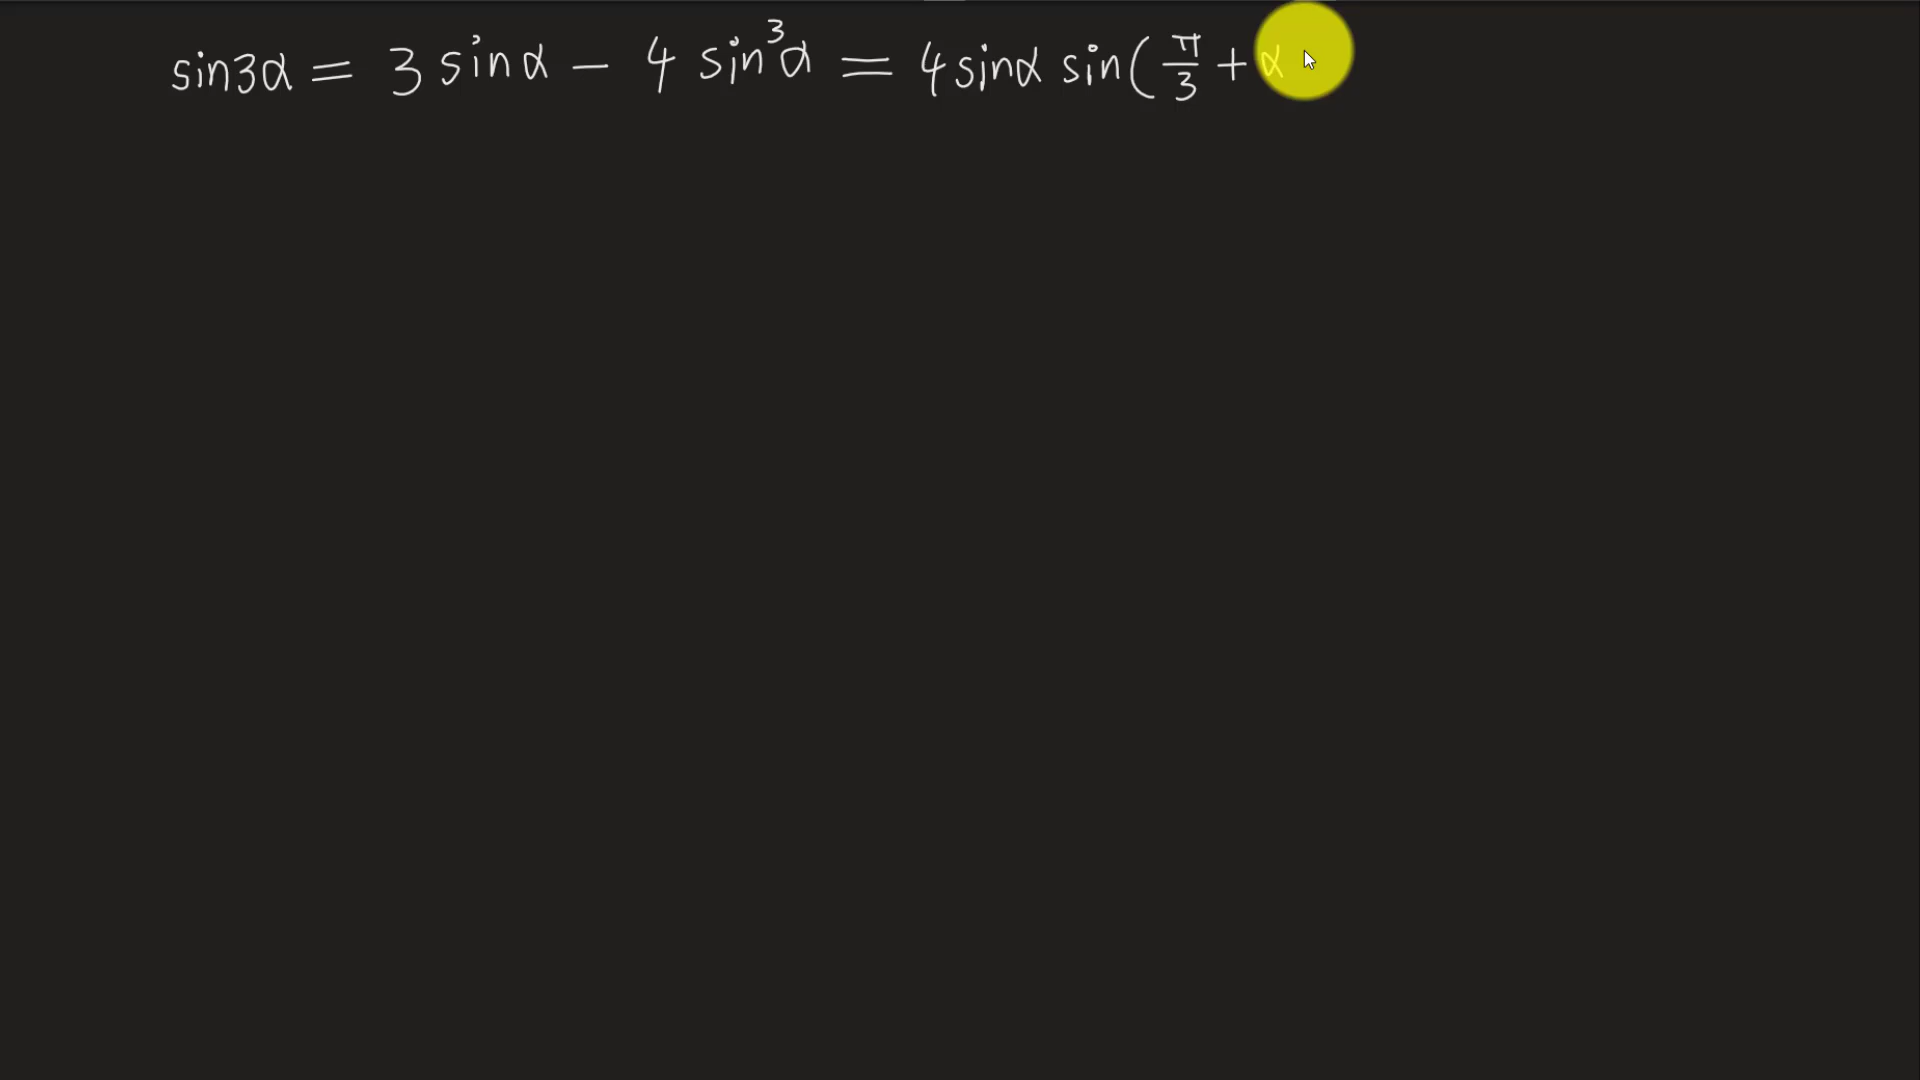 sin3α = 3 sinα − 4 sin³α = 4sinα sin(π/3 + α